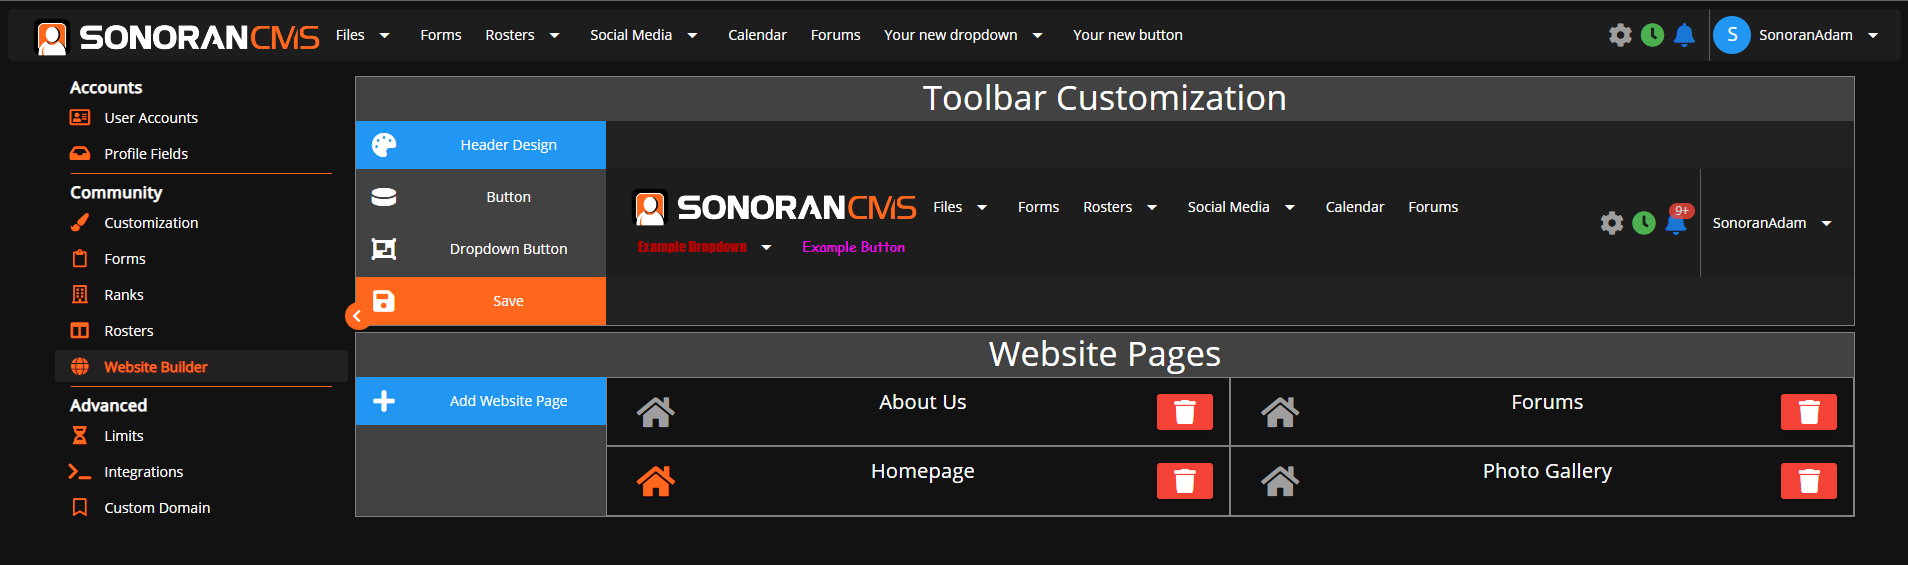 SONORANCMS Files Forms Rosters Social Media Calendar Forums Your new dropdown Your new button S SonoranAdam
Accounts
User Accounts
Profile Fields
Community
Customization
Forms
Ranks
Rosters
Website Builder
Advanced
Limits
Integrations
Custom Domain
Toolbar Customization
Header Design
Button
Dropdown Button
Save
SONORANCMS Files Forms Rosters Social Media Calendar Forums
Example Dropdown Example Button
9+
SonoranAdam
Website Pages
Add Website Page
About Us Forums
Homepage Photo Gallery